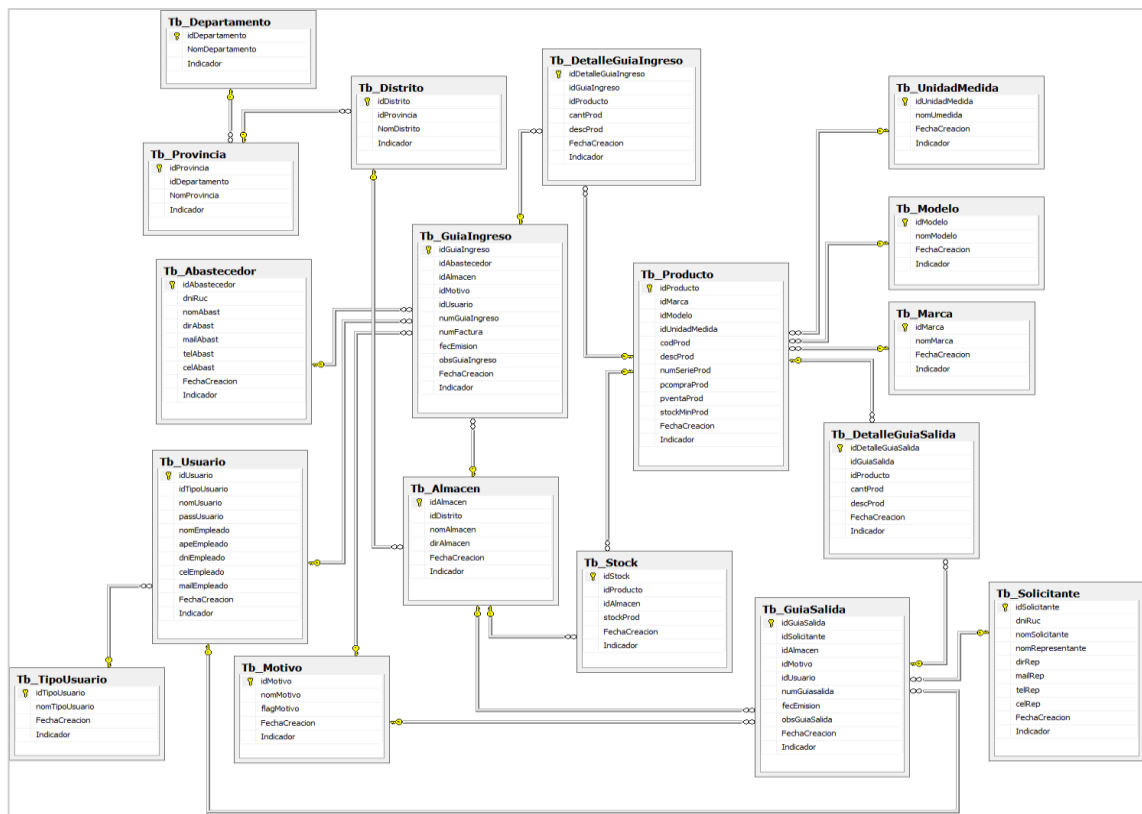 Tb_Departamento
idDepartamento
NomDepartamento
Indicador
Tb_Provincia
idProvincia
idDepartamento
NomProvincia
Indicador
Tb_Distrito
idDistrito
idProvincia
NomDistrito
Indicador
Tb_DetalleGuiaIngreso
idDetalleGuiaIngreso
idGuiaIngreso
idProducto
cantProd
descProd
FechaCreacion
Indicador
Tb_UnidadMedida
idUnidadMedida
nomUmedida
FechaCreacion
Indicador
Tb_Modelo
idModelo
nomModelo
FechaCreacion
Indicador
Tb_Marca
idMarca
nomMarca
FechaCreacion
Indicador
Tb_Abastecedor
idAbastecedor
dniRuc
nomAbast
dirAbast
mailAbast
telAbast
celAbast
FechaCreacion
Indicador
Tb_GuiaIngreso
idGuiaIngreso
idAbastecedor
idAlmacen
idMotivo
idUsuario
numGuiaIngreso
numFactura
fecEmision
obsGuiaIngreso
FechaCreacion
Indicador
Tb_Producto
idProducto
idMarca
idModelo
idUnidadMedida
codProd
descProd
numSerieProd
pcompraProd
pventaProd
stockMinProd
FechaCreacion
Indicador
Tb_DetalleGuiaSalida
idDetalleGuiaSalida
idGuiaSalida
idProducto
cantProd
descProd
FechaCreacion
Indicador
Tb_Usuario
idUsuario
idTipoUsuario
nomUsuario
passUsuario
nomEmpleado
apeEmpleado
dniEmpleado
celEmpleado
mailEmpleado
FechaCreacion
Indicador
Tb_Almacen
idAlmacen
idDistrito
nomAlmacen
dirAlmacen
FechaCreacion
Indicador
Tb_Stock
idStock
idProducto
idAlmacen
stockProd
FechaCreacion
Indicador
Tb_TipoUsuario
idTipoUsuario
nomTipoUsuario
FechaCreacion
Indicador
Tb_Motivo
idMotivo
nomMotivo
flagMotivo
FechaCreacion
Indicador
Tb_GuiaSalida
idGuiaSalida
idSolicitante
idAlmacen
idMotivo
idUsuario
numGuiasalida
fecEmision
obsGuiaSalida
FechaCreacion
Indicador
Tb_Solicitante
idSolicitante
dniRuc
nomSolicitante
nomRepresentante
dirRep
mailRep
telRep
celRep
FechaCreacion
Indicador